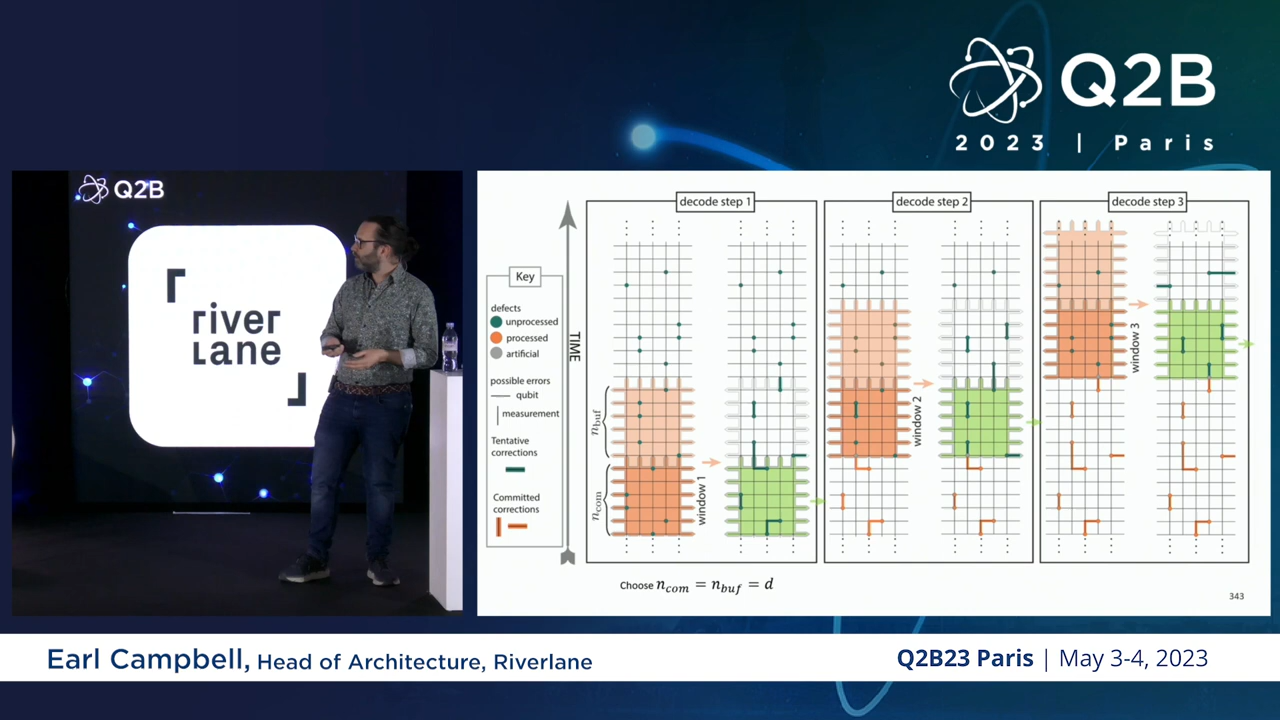 Q2B
2023 | Paris
Q2B
river
Lane
decode step 1
decode step 2
decode step 3
Key
defects
unprocessed
processed
artificial
possible errors
qubit
measurement
Tentative
corrections
Committed
corrections
TIME
n_buf
n_com
window 1
window 2
window 3
Choose n_com = n_buf = d
343
Earl Campbell, Head of Architecture, Riverlane
Q2B23 Paris | May 3-4, 2023